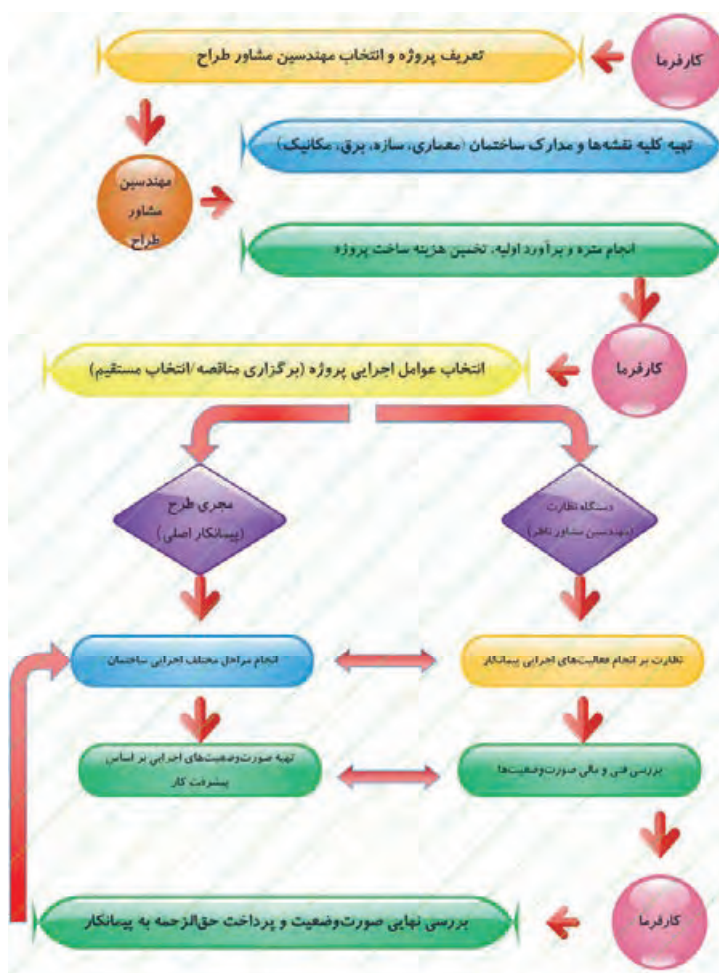 کارفرما
تعریف پروژه و انتخاب مهندسین مشاور طراح
مهندسین
مشاور
طراح
تهیه کلیه نقشه‌ها و مدارک ساختمان (معماری، سازه، برق، مکانیک)
انجام متره و برآورد اولیه، تخمین هزینه ساخت پروژه
کارفرما
انتخاب عوامل اجرایی پروژه (برگزاری مناقصه/انتخاب مستقیم)
دستگاه نظارت
(مهندسین مشاور ناظر)
مجری طرح
(پیمانکار اصلی)
نظارت بر انجام فعالیت‌های اجرایی پیمانکار
انجام مراحل مختلف اجرایی ساختمان
بررسی فنی و مالی صورت‌وضعیت‌ها
تهیه صورت‌وضعیت‌های اجرایی بر اساس
پیشرفت کار
کارفرما
بررسی نهایی صورت‌وضعیت و پرداخت حق‌الزحمه به پیمانکار